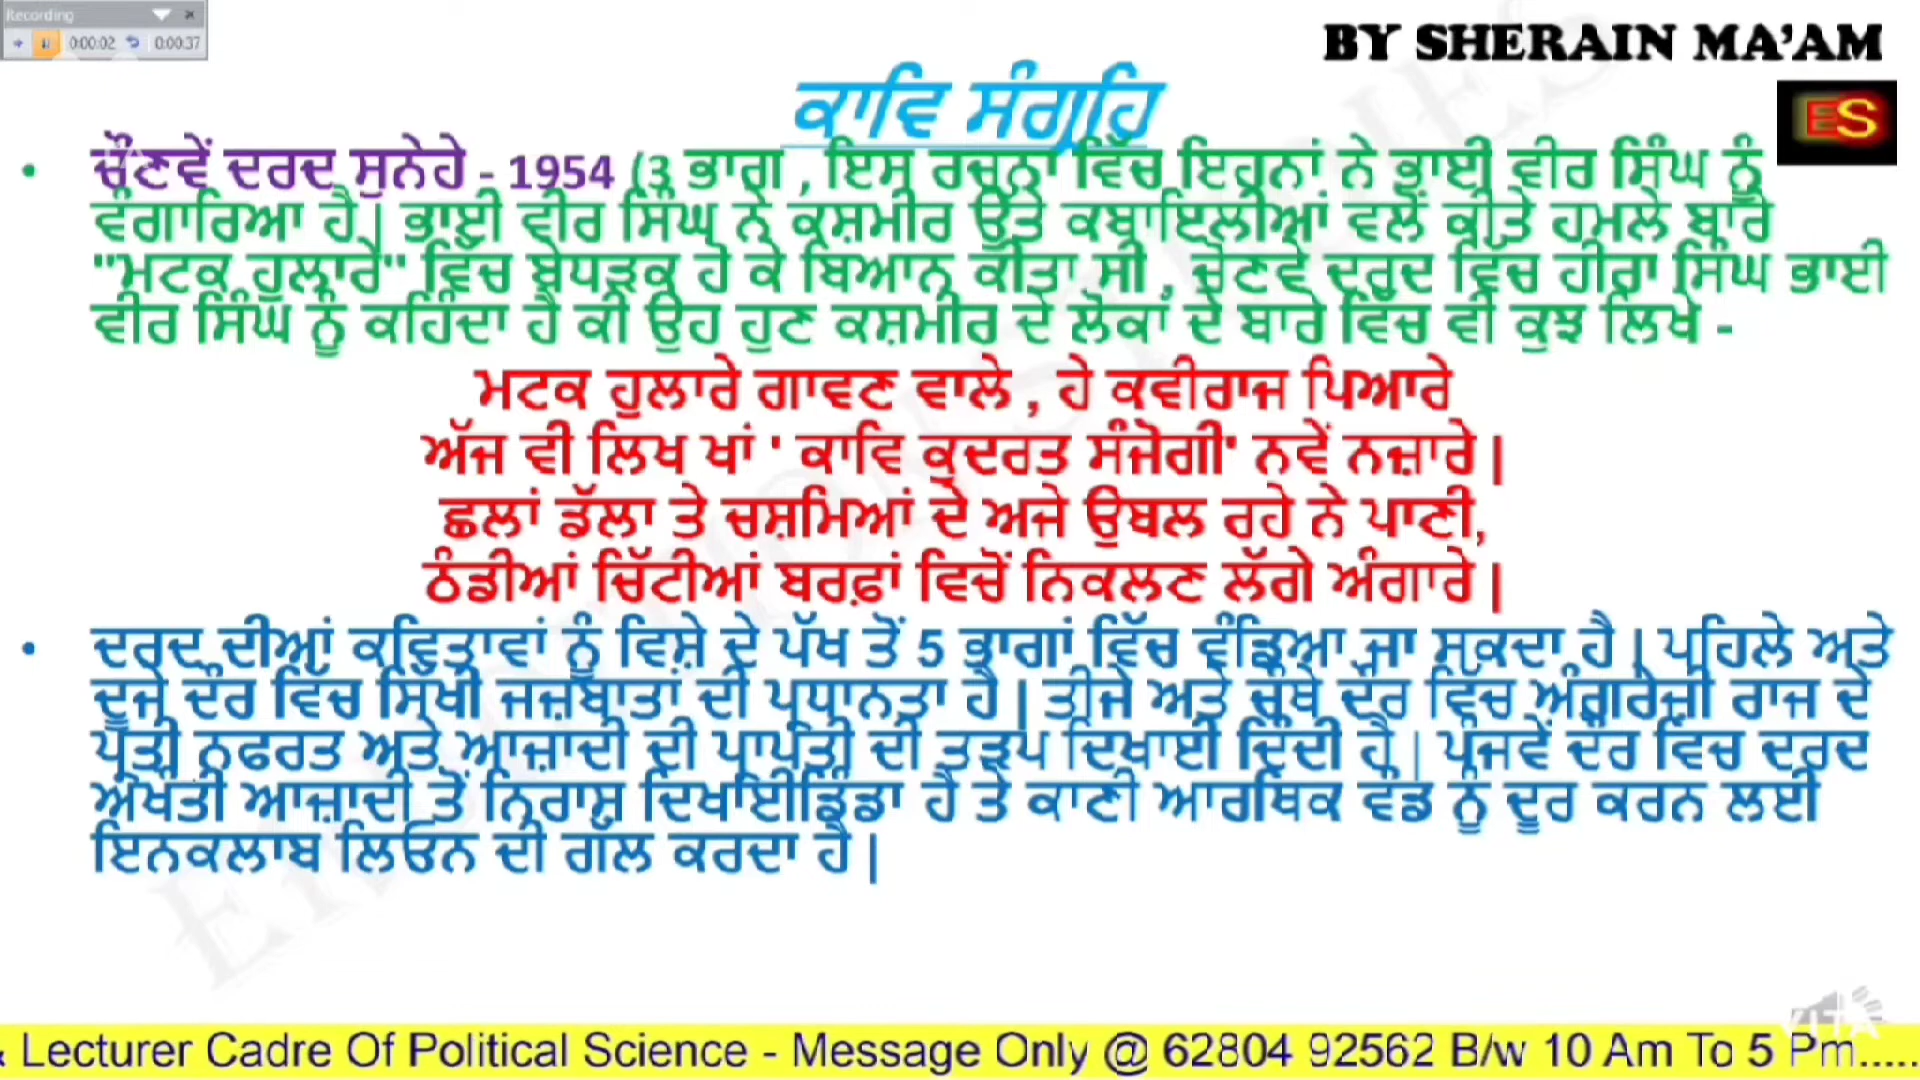 Recording
0:00:02 0:00:37
BY SHERAIN MA'AM
ES
ਕਾਵਿ ਸੰਗ੍ਰਹਿ
• ਚੌਣਵੇਂ ਦਰਦ ਸੁਨੇਹੇ - 1954 (3 ਭਾਗ , ਇਸ ਰਚਨਾ ਵਿੱਚ ਇਹਨਾਂ ਨੇ ਭਾਈ ਵੀਰ ਸਿੰਘ ਨੂੰ
ਵੰਗਾਰਿਆ ਹੈ | ਭਾਈ ਵੀਰ ਸਿੰਘ ਨੇ ਕਸ਼ਮੀਰ ਉੱਤੇ ਕਬਾਇਲੀਆਂ ਵਲੋਂ ਕੀਤੇ ਹਮਲੇ ਬਾਰੇ
"ਮਟਕ ਹੁਲਾਰੇ" ਵਿੱਚ ਬੇਧੜਕ ਹੋ ਕੇ ਬਿਆਨ ਕੀਤਾ ਸੀ , ਚੋਣਵੇ ਦਰਦ ਵਿੱਚ ਹੀਰਾ ਸਿੰਘ ਭਾਈ
ਵੀਰ ਸਿੰਘ ਨੂੰ ਕਹਿੰਦਾ ਹੈ ਕੀ ਉਹ ਹੁਣ ਕਸ਼ਮੀਰ ਦੇ ਲੋਕਾਂ ਦੇ ਬਾਰੇ ਵਿੱਚ ਵੀ ਕੁਝ ਲਿਖੇ -
ਮਟਕ ਹੁਲਾਰੇ ਗਾਵਣ ਵਾਲੇ , ਹੇ ਕਵੀਰਾਜ ਪਿਆਰੇ
ਅੱਜ ਵੀ ਲਿਖ ਖਾਂ ' ਕਾਵਿ ਕੁਦਰਤ ਸੰਜੋਗੀ' ਨਵੇਂ ਨਜ਼ਾਰੇ |
ਛਲਾਂ ਡੱਲਾ ਤੇ ਚਸ਼ਮਿਆਂ ਦੇ ਅਜੇ ਉਬਲ ਰਹੇ ਨੇ ਪਾਣੀ,
ਠੰਡੀਆਂ ਚਿੱਟੀਆਂ ਬਰਫ਼ਾਂ ਵਿਚੋਂ ਨਿਕਲਣ ਲੱਗੇ ਅੰਗਾਰੇ |
• ਦਰਦ ਦੀਆਂ ਕਵਿਤਾਵਾਂ ਨੂੰ ਵਿਸ਼ੇ ਦੇ ਪੱਖ ਤੋਂ 5 ਭਾਗਾਂ ਵਿੱਚ ਵੰਡਿਆ ਜਾ ਸਕਦਾ ਹੈ | ਪਹਿਲੇ ਅਤੇ
ਦੂਜੇ ਦੌਰ ਵਿਚ ਸਿੱਖੀ ਜਜ਼ਬਾਤਾਂ ਦੀ ਪ੍ਰਧਾਨਤਾ ਹੈ | ਤੀਜੇ ਅਤੇ ਚੌਥੇ ਦੌਰ ਵਿੱਚ ਅੰਗਰੇਜ਼ੀ ਰਾਜ ਦੇ
ਪ੍ਰਤੀ ਨਫਰਤ ਅਤੇ ਆਜ਼ਾਦੀ ਦੀ ਪ੍ਰਾਪਤੀ ਦੀ ਤੜਪ ਦਿਖਾਈ ਦਿੰਦੀ ਹੈ | ਪੰਜਵੇਂ ਦੌਰ ਵਿੱਚ ਦਰਦ
ਅੱਖੌਤੀ ਆਜ਼ਾਦੀ ਤੋਂ ਨਿਰਾਸ਼ ਦਿਖਾਈਡਿੰਡਾ ਹੈ ਤੇ ਕਾਣੀ ਆਰਥਿਕ ਵੰਡ ਨੂੰ ਦੂਰ ਕਰਨ ਲਈ
ਇਨਕਲਾਬ ਲਿਓਨ ਦੀ ਗੱਲ ਕਰਦਾ ਹੈ |
VITA
& Lecturer Cadre Of Political Science - Message Only @ 62804 92562 B/w 10 Am To 5 Pm.....